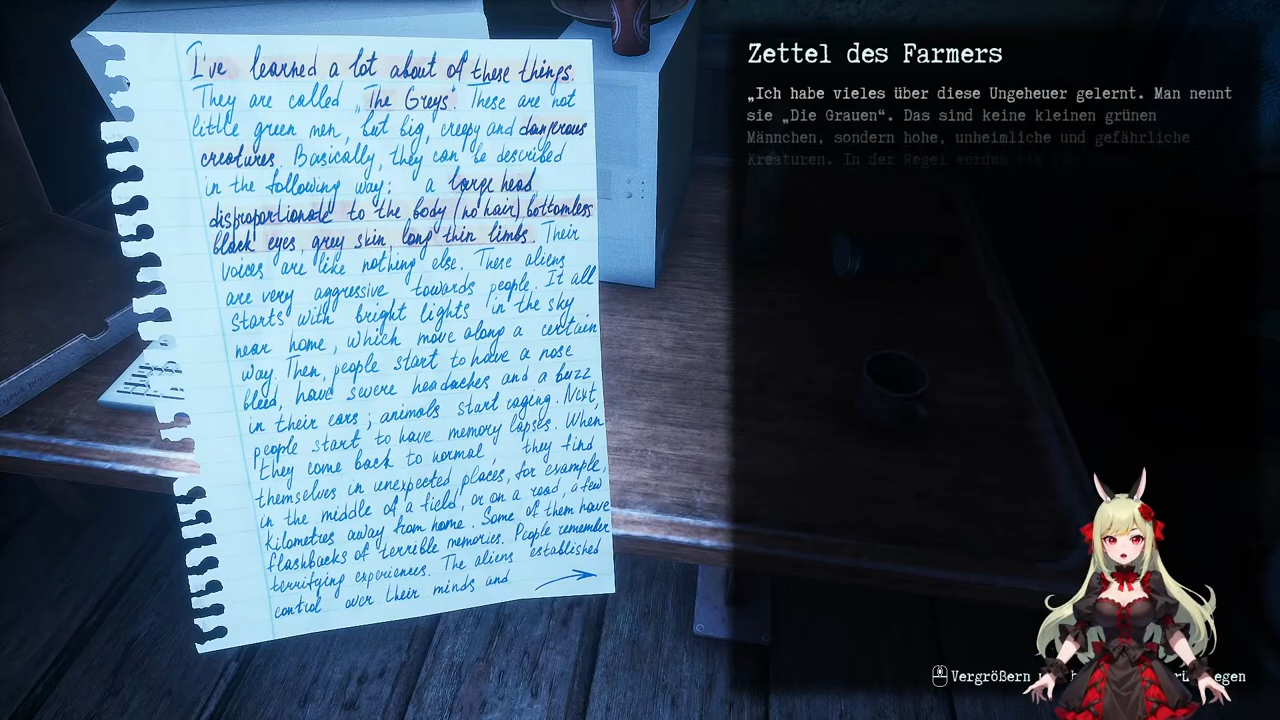 I've learned a lot about of these things.
They are called „The Greys". These are not
little green men, but big, creepy and dangerous
creatures. Basically, they can be described
in the following way: a large head
disproportionate to the body (no hair) bottomless
black eyes, grey skin, long thin limbs. Their
voices are like nothing else. These aliens
are very aggressive towards people. It all
starts with bright lights in the sky
near home, which move along a certain
way. Then, people start to have a nose
bleed, have severe headaches and a buzz
in their ears; animals start raging. Next,
people start to have memory lapses. When
they come back to normal, they find
themselves in unexpected places, for example,
in the middle of a field, or on a road, a few
kilometres away from home. Some of them have
flashbacks of terrible memories. People remember
terrifying experiences. The aliens established
control over their minds and
Zettel des Farmers
„Ich habe vieles über diese Ungeheuer gelernt. Man nennt
sie „Die Grauen“. Das sind keine kleinen grünen
Männchen, sondern hohe, unheimliche und gefährliche
Kreaturen. In der Regel werden sie
Vergrößern